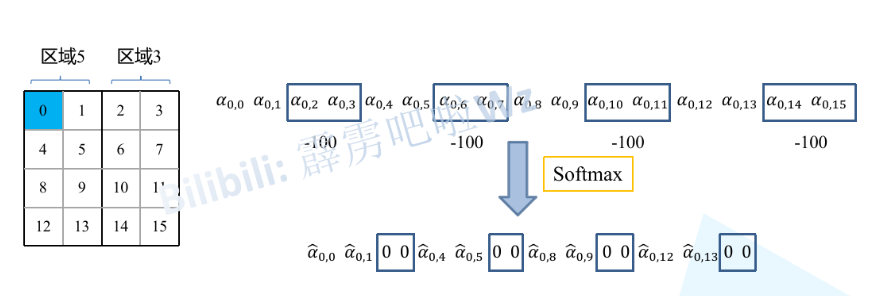 区域5 区域3
0 1 2 3
4 5 6 7
8 9 10 11
12 13 14 15
α0,0 α0,1 α0,2 α0,3 α0,4 α0,5 α0,6 α0,7 α0,8 α0,9 α0,10 α0,11 α0,12 α0,13 α0,14 α0,15
-100 -100 -100 -100
Softmax
α̂0,0 α̂0,1 0 0 α̂0,4 α̂0,5 0 0 α̂0,8 α̂0,9 0 0 α̂0,12 α̂0,13 0 0
Bilibili: 霹雳吧啦Wz